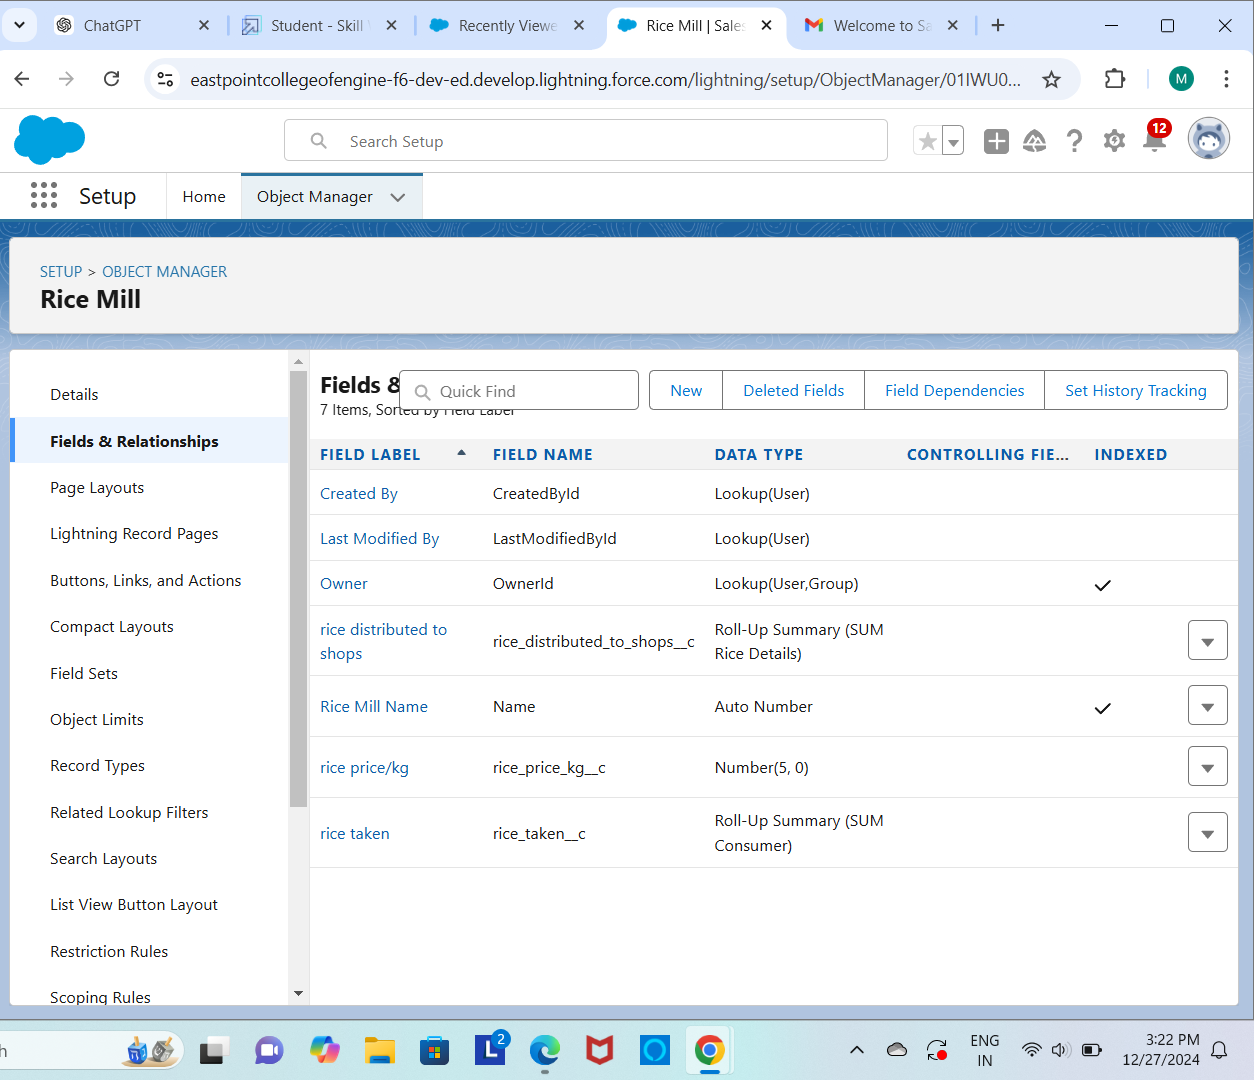 ChatGPT
Student - Skill
Recently Viewe
Rice Mill | Sales
Welcome to Sa
eastpointcollegeofengine-f6-dev-ed.develop.lightning.force.com/lightning/setup/ObjectManager/01IWU0...
M
Search Setup
12
Setup
Home
Object Manager
SETUP > OBJECT MANAGER
Rice Mill
Details
Fields & Relationships
Page Layouts
Lightning Record Pages
Buttons, Links, and Actions
Compact Layouts
Field Sets
Object Limits
Record Types
Related Lookup Filters
Search Layouts
List View Button Layout
Restriction Rules
Scoping Rules
Fields &
7 Items, Sorted by Field Label
Quick Find
New
Deleted Fields
Field Dependencies
Set History Tracking
FIELD LABEL FIELD NAME DATA TYPE CONTROLLING FIE... INDEXED
Created By CreatedById Lookup(User)
Last Modified By LastModifiedById Lookup(User)
Owner OwnerId Lookup(User,Group)
rice distributed to
shops
rice_distributed_to_shops__c
Roll-Up Summary (SUM
Rice Details)
Rice Mill Name Name Auto Number
rice price/kg rice_price_kg__c Number(5, 0)
rice taken rice_taken__c
Roll-Up Summary (SUM
Consumer)
h
L
2
ENG
IN
3:22 PM
12/27/2024